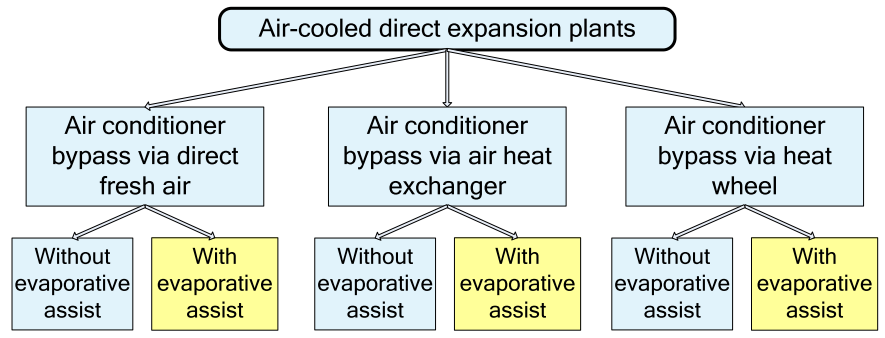 Air-cooled direct expansion plants
Air conditioner
bypass via direct
fresh air
Air conditioner
bypass via air heat
exchanger
Air conditioner
bypass via heat
wheel
Without
evaporative
assist
With
evaporative
assist
Without
evaporative
assist
With
evaporative
assist
Without
evaporative
assist
With
evaporative
assist